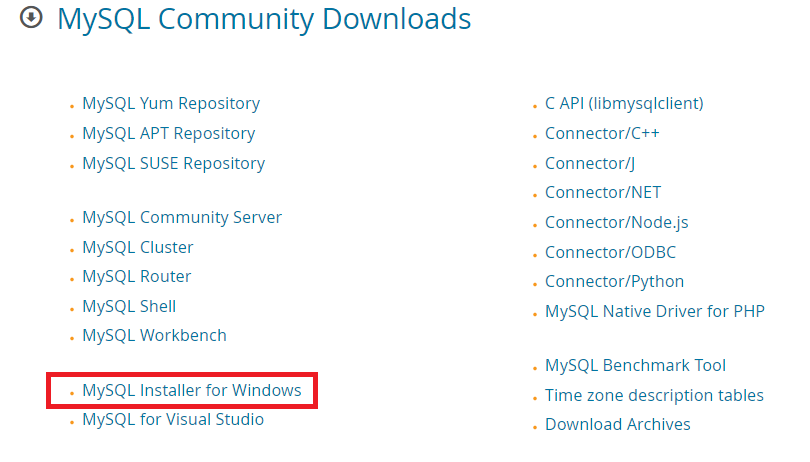 MySQL Community Downloads
MySQL Yum Repository
MySQL APT Repository
MySQL SUSE Repository
MySQL Community Server
MySQL Cluster
MySQL Router
MySQL Shell
MySQL Workbench
MySQL Installer for Windows
MySQL for Visual Studio
C API (libmysqlclient)
Connector/C++
Connector/J
Connector/NET
Connector/Node.js
Connector/ODBC
Connector/Python
MySQL Native Driver for PHP
MySQL Benchmark Tool
Time zone description tables
Download Archives